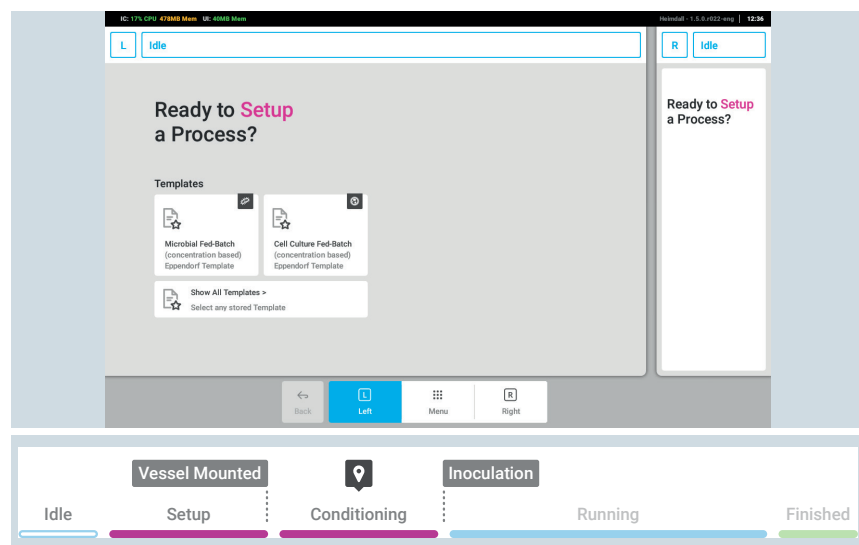 IC: 17% CPU 478MB Mem UI: 40MB Mem
Heimdall - 1.5.0.r022-eng | 12:36
L Idle
R Idle
Ready to Setup
a Process?
Ready to Setup
a Process?
Templates
Microbial Fed-Batch
(concentration based)
Eppendorf Template
Cell Culture Fed-Batch
(concentration based)
Eppendorf Template
Show All Templates >
Select any stored Template
Back
L
Left
Menu
R
Right
Vessel Mounted
Inoculation
Idle
Setup
Conditioning
Running
Finished